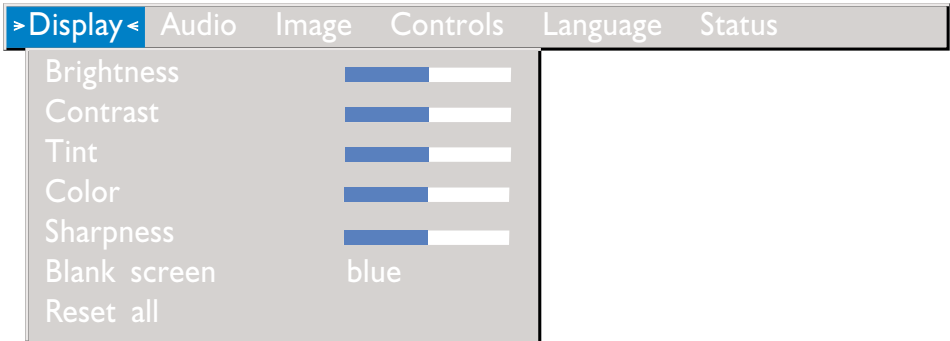 >Display< Audio Image Controls Language Status
Brightness
Contrast
Tint
Color
Sharpness
Blank screen blue
Reset all